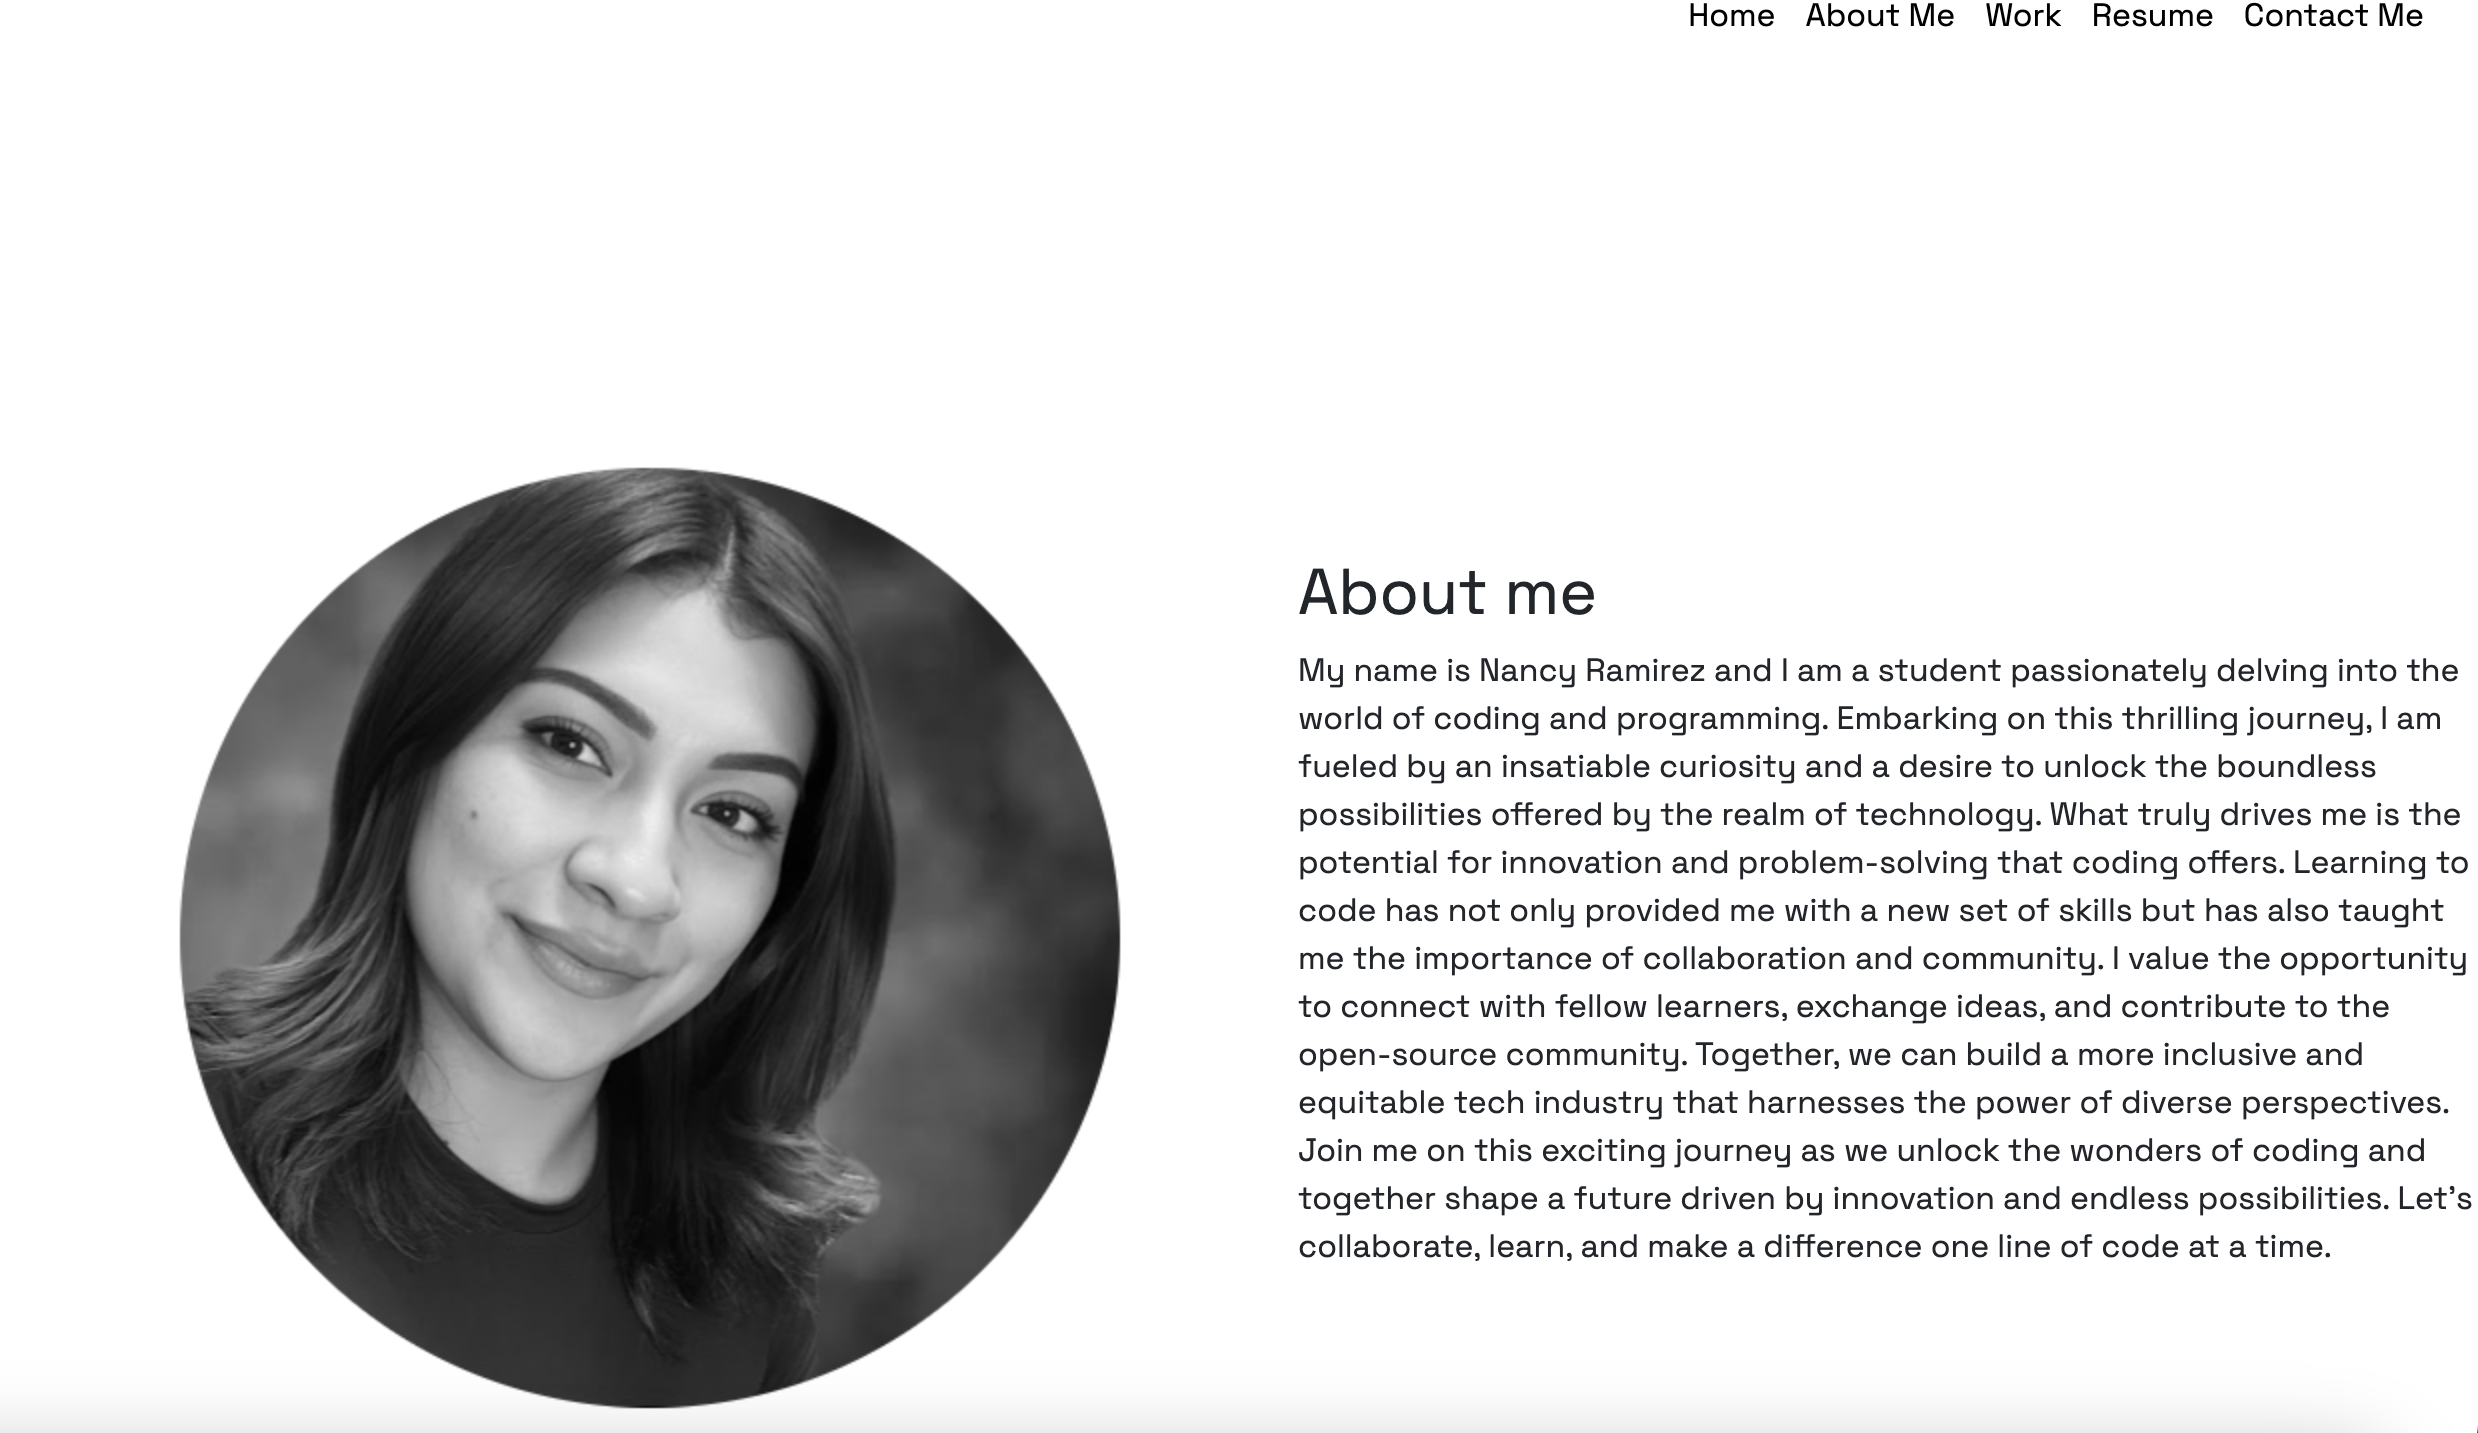 Home About Me Work Resume Contact Me
About me
My name is Nancy Ramirez and I am a student passionately delving into the
world of coding and programming. Embarking on this thrilling journey, I am
fueled by an insatiable curiosity and a desire to unlock the boundless
possibilities offered by the realm of technology. What truly drives me is the
potential for innovation and problem-solving that coding offers. Learning to
code has not only provided me with a new set of skills but has also taught
me the importance of collaboration and community. I value the opportunity
to connect with fellow learners, exchange ideas, and contribute to the
open-source community. Together, we can build a more inclusive and
equitable tech industry that harnesses the power of diverse perspectives.
Join me on this exciting journey as we unlock the wonders of coding and
together shape a future driven by innovation and endless possibilities. Let's
collaborate, learn, and make a difference one line of code at a time.